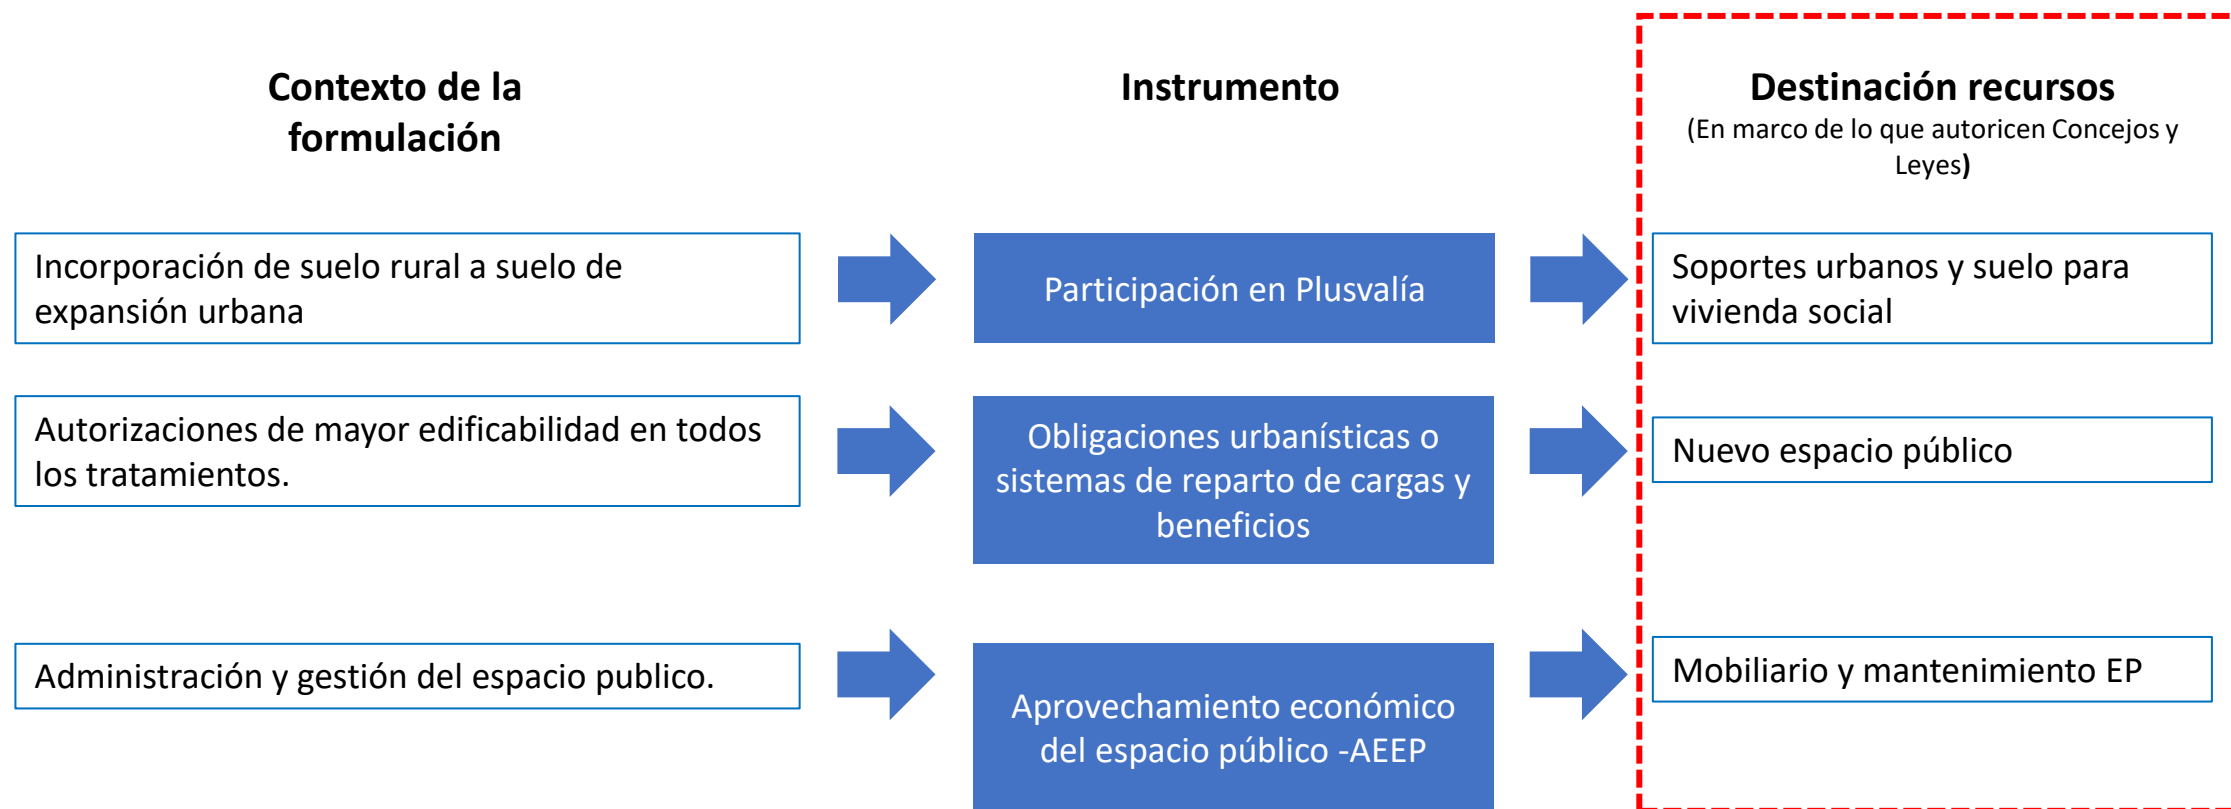 Contexto de la
formulación
Instrumento
Destinación recursos
(En marco de lo que autoricen Concejos y
Leyes)
Incorporación de suelo rural a suelo de
expansión urbana
Participación en Plusvalía
Soportes urbanos y suelo para
vivienda social
Autorizaciones de mayor edificabilidad en todos
los tratamientos.
Obligaciones urbanísticas o
sistemas de reparto de cargas y
beneficios
Nuevo espacio público
Administración y gestión del espacio publico.
Aprovechamiento económico
del espacio público -AEEP
Mobiliario y mantenimiento EP